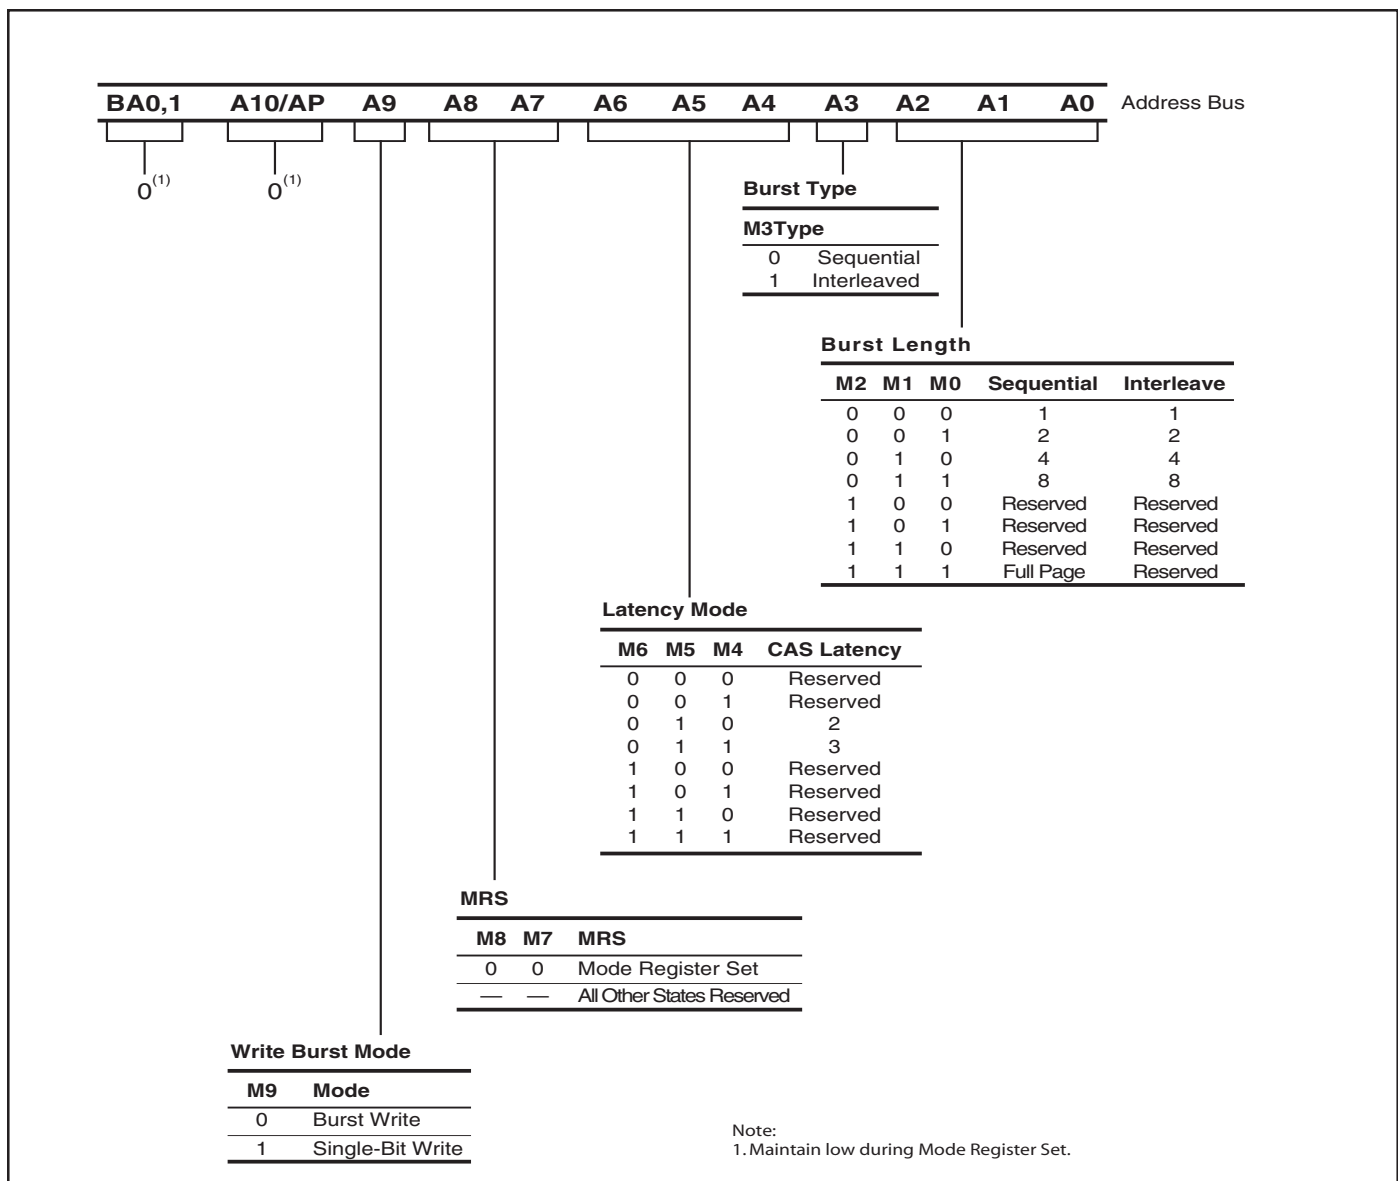 BA0,1 A10/AP A9 A8 A7 A6 A5 A4 A3 A2 A1 A0 Address Bus
0(1) 0(1)
Burst Type
M3Type
0 Sequential
1 Interleaved
Burst Length
M2 M1 M0 Sequential Interleave
0 0 0 1 1
0 0 1 2 2
0 1 0 4 4
0 1 1 8 8
1 0 0 Reserved Reserved
1 0 1 Reserved Reserved
1 1 0 Reserved Reserved
1 1 1 Full Page Reserved
Latency Mode
M6 M5 M4 CAS Latency
0 0 0 Reserved
0 0 1 Reserved
0 1 0 2
0 1 1 3
1 0 0 Reserved
1 0 1 Reserved
1 1 0 Reserved
1 1 1 Reserved
MRS
M8 M7 MRS
0 0 Mode Register Set
— — All Other States Reserved
Write Burst Mode
M9 Mode
0 Burst Write
1 Single-Bit Write
Note:
1. Maintain low during Mode Register Set.